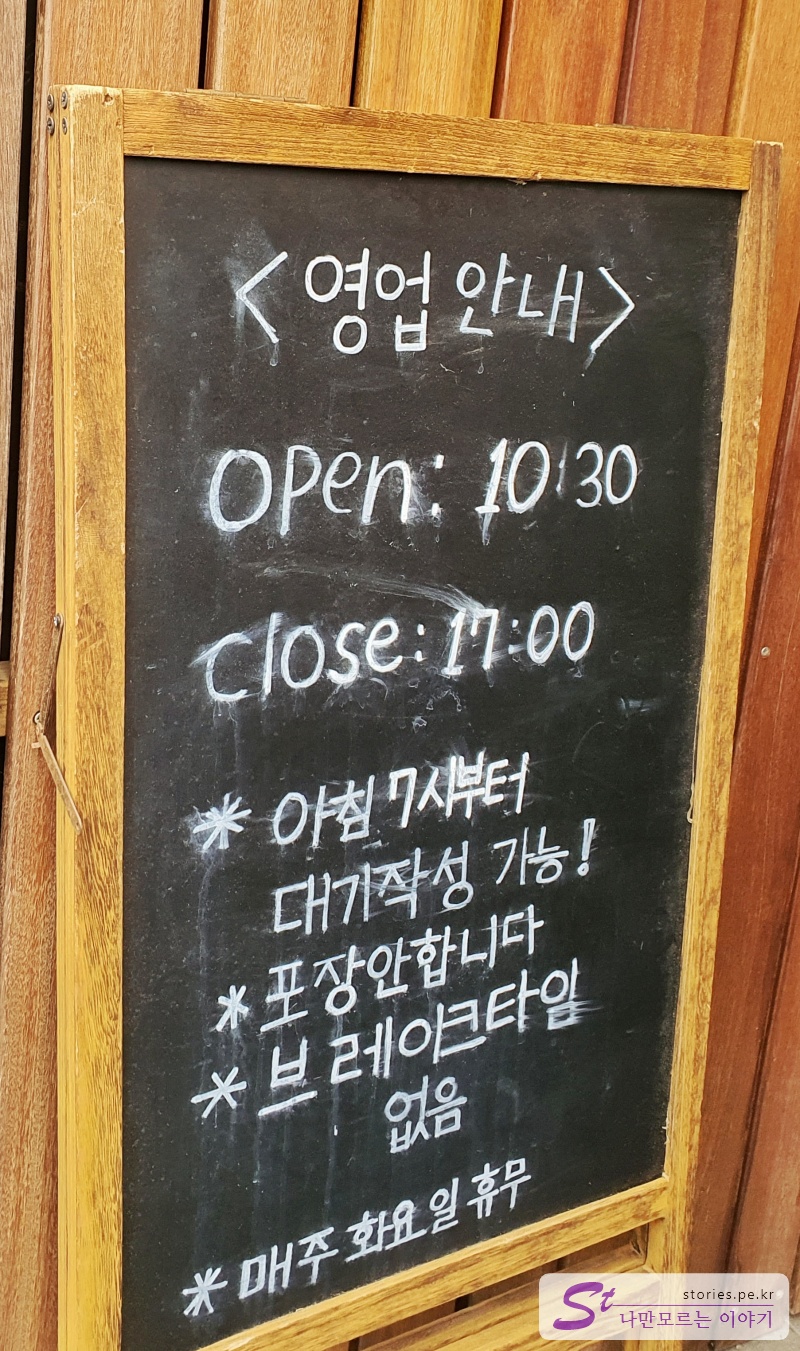 <영업 안내>
open: 10:30
close: 17:00
* 아침 7시부터
대기작성 가능!
* 포장안합니다
* 브레이크타임
없음
* 매주 화요일 휴무
St
stories.pe.kr
나만모르는 이야기